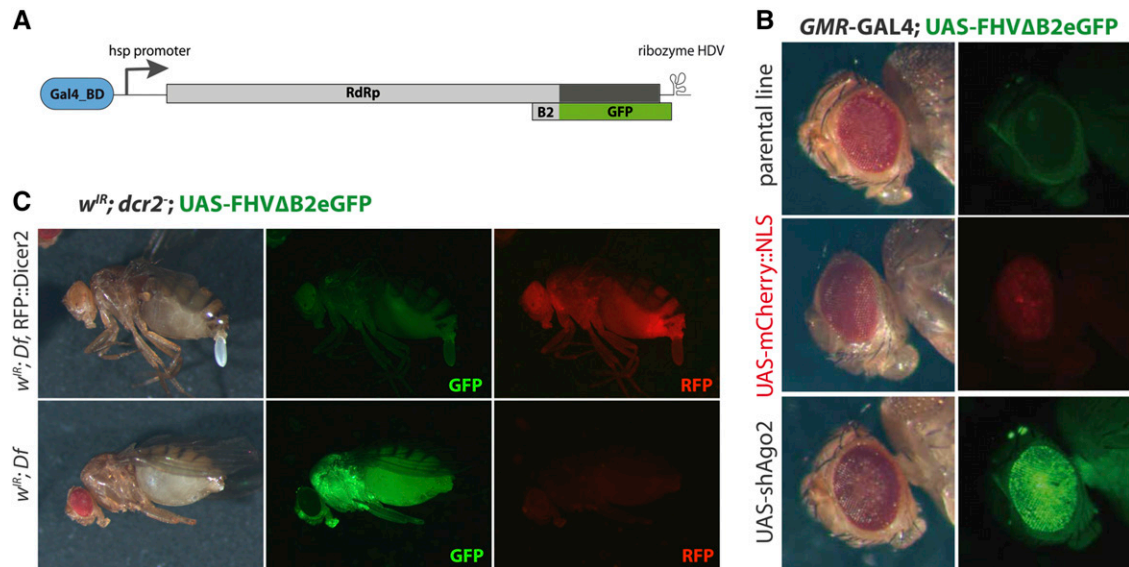 A
hsp promoter
ribozyme HDV
Gal4_BD
RdRp
B2
GFP
B
GMR-GAL4; UAS-FHVΔB2eGFP
parental line
UAS-mCherry::NLS
UAS-shAgo2
C
w^IR; dcr2^-; UAS-FHVΔB2eGFP
w^IR; Df, RFP::Dicer2
GFP
RFP
w^IR; Df
GFP
RFP